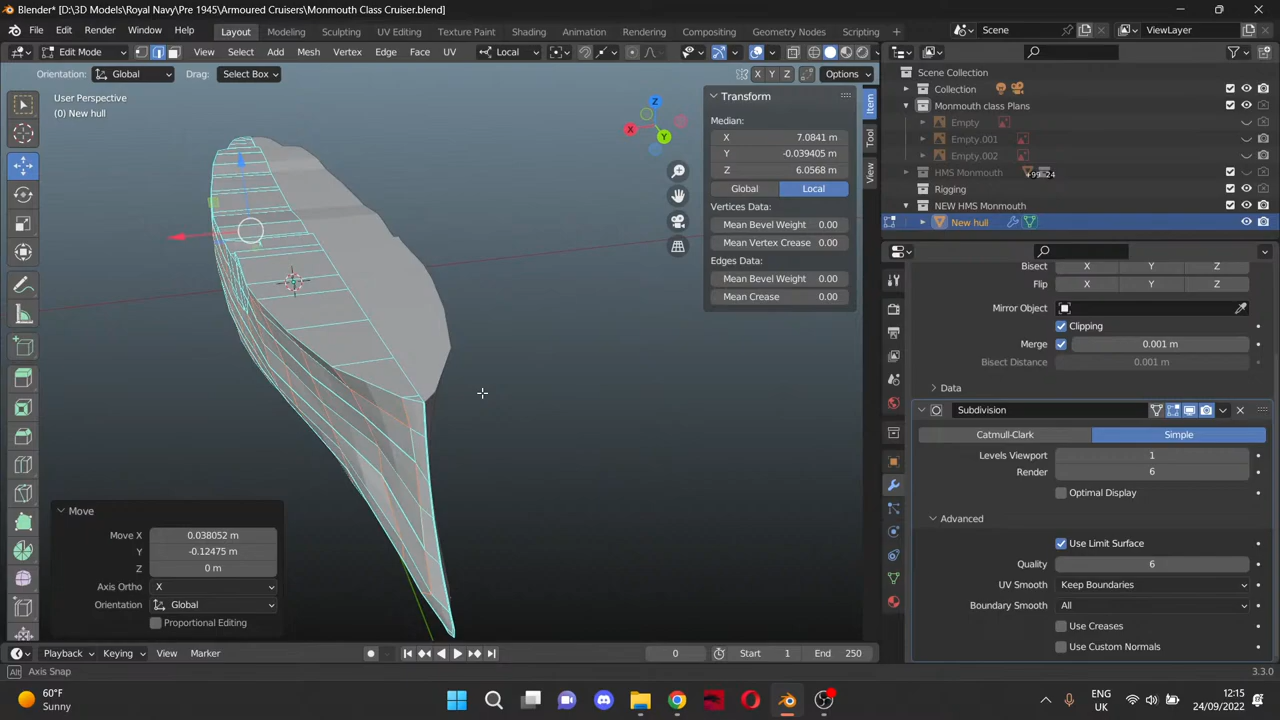 Blender* [D:\3D Models\Royal Navy\Pre 1945\Armoured Cruisers\Monmouth Class Cruiser.blend]
File Edit Render Window Help Layout Modeling Sculpting UV Editing Texture Paint Shading Animation Rendering Compositing Geometry Nodes Scripting Scene ViewLayer
Edit Mode View Select Add Mesh Vertex Edge Face UV Local
Orientation: Global Drag: Select Box X Y Z Options
User Perspective
(0) New hull
Z
X
Y
Transform
Median:
X 7.0841 m
Y -0.039405 m
Z 6.0568 m
Global Local
Vertices Data:
Mean Bevel Weight 0.00
Mean Vertex Crease 0.00
Edges Data:
Mean Bevel Weight 0.00
Mean Crease 0.00
Item
Tool
View
Scene Collection
Collection
Monmouth class Plans
Empty
Empty.001
Empty.002
HMS Monmouth +99 24
Rigging
NEW HMS Monmouth
New hull
Bisect X Y Z
Flip X Y Z
Mirror Object
Clipping
Merge 0.001 m
Bisect Distance 0.001 m
Data
Subdivision
Catmull-Clark Simple
Levels Viewport 1
Render 6
Optimal Display
Advanced
Use Limit Surface
Quality 6
UV Smooth Keep Boundaries
Boundary Smooth All
Use Creases
Use Custom Normals
Move
Move X 0.038052 m
Y -0.12475 m
Z 0 m
Axis Ortho X
Orientation Global
Proportional Editing
Playback Keying View Marker 0 Start 1 End 250
Alt Axis Snap 3.3.0
60°F
Sunny
ENG
UK
12:15
24/09/2022